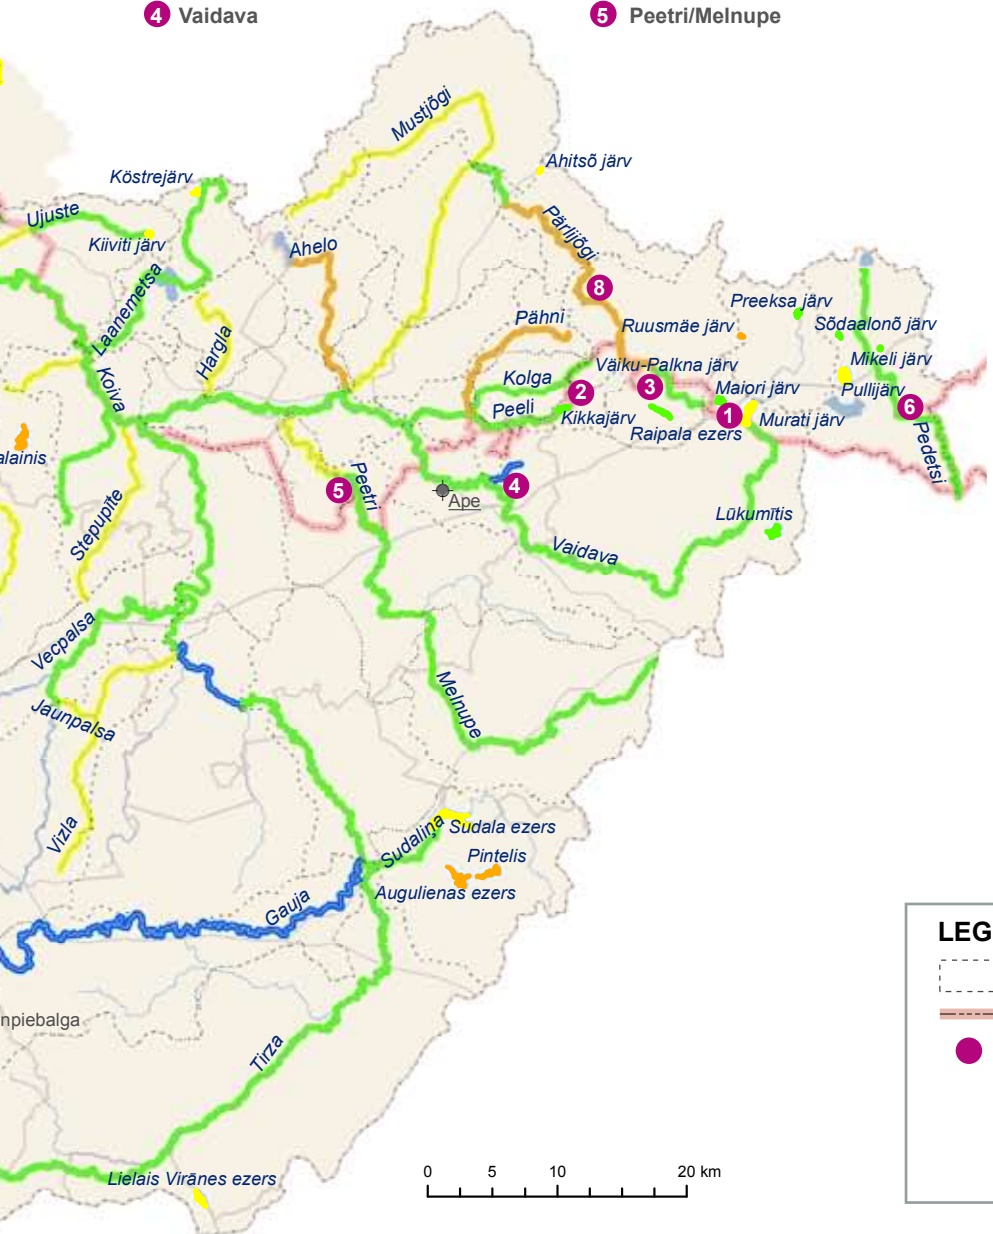 4 Vaidava
5 Peetri/Melnupe
Mustjõgi
Ahitsõ järv
Köstrejärv
Ujuste
Kiiviti järv
Ahelo
Pärlijõgi
Laanemetsa
8
Preeksa järv
Hargla
Pähni
Ruusmäe järv
Sõdaalonõ järv
Mikeli järv
Väiku-Palkna järv
Koiva
Kolga
2
3
Maiori järv
Pullijärv
Peeli
Kikkajärv
1
Murati järv
6
Raipala ezers
Pedetsi
alainis
5
Peetri
4
Ape
Stepupīte
Lūkumītis
Vaidava
Vecpalsa
Jaunpalsa
Melnupe
Vizla
Sudaliņa
Sudala ezers
Pintelis
Augulienas ezers
Gauja
LEG
npiebalga
Tirza
Lielais Virānes ezers
0 5 10 20 km